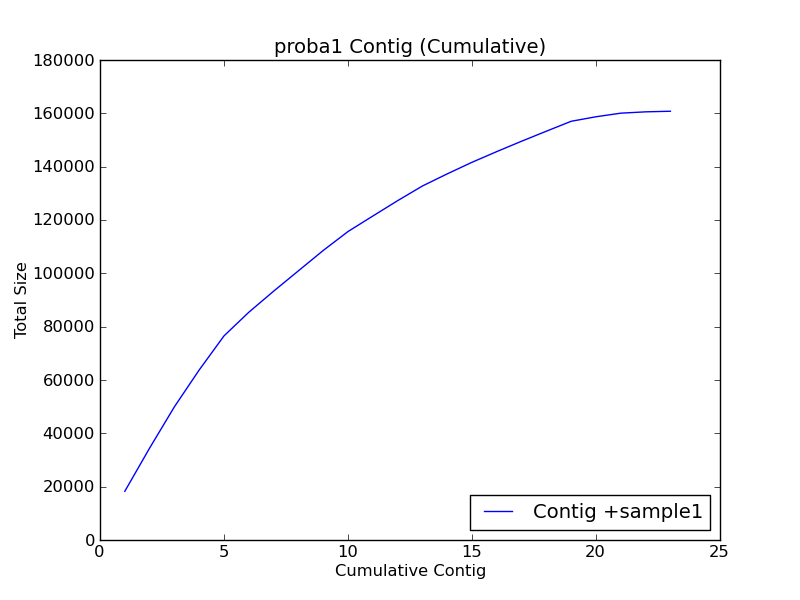 proba1 Contig (Cumulative)
180000
160000
140000
120000
100000
80000
60000
40000
20000
0
Total Size
Contig +sample1
0 5 10 15 20 25
Cumulative Contig